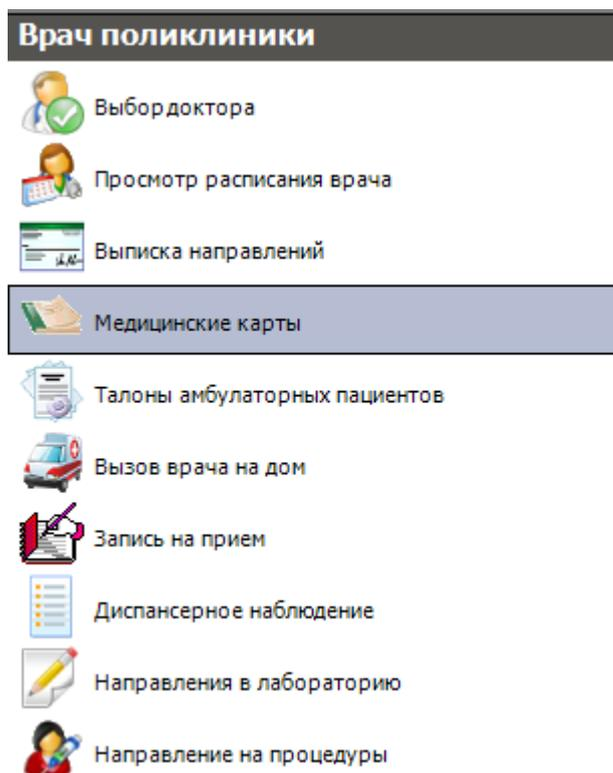 Врач поликлиники
Выбор доктора
Просмотр расписания врача
Выписка направлений
Медицинские карты
Талоны амбулаторных пациентов
Вызов врача на дом
Запись на прием
Диспансерное наблюдение
Направления в лабораторию
Направление на процедуры